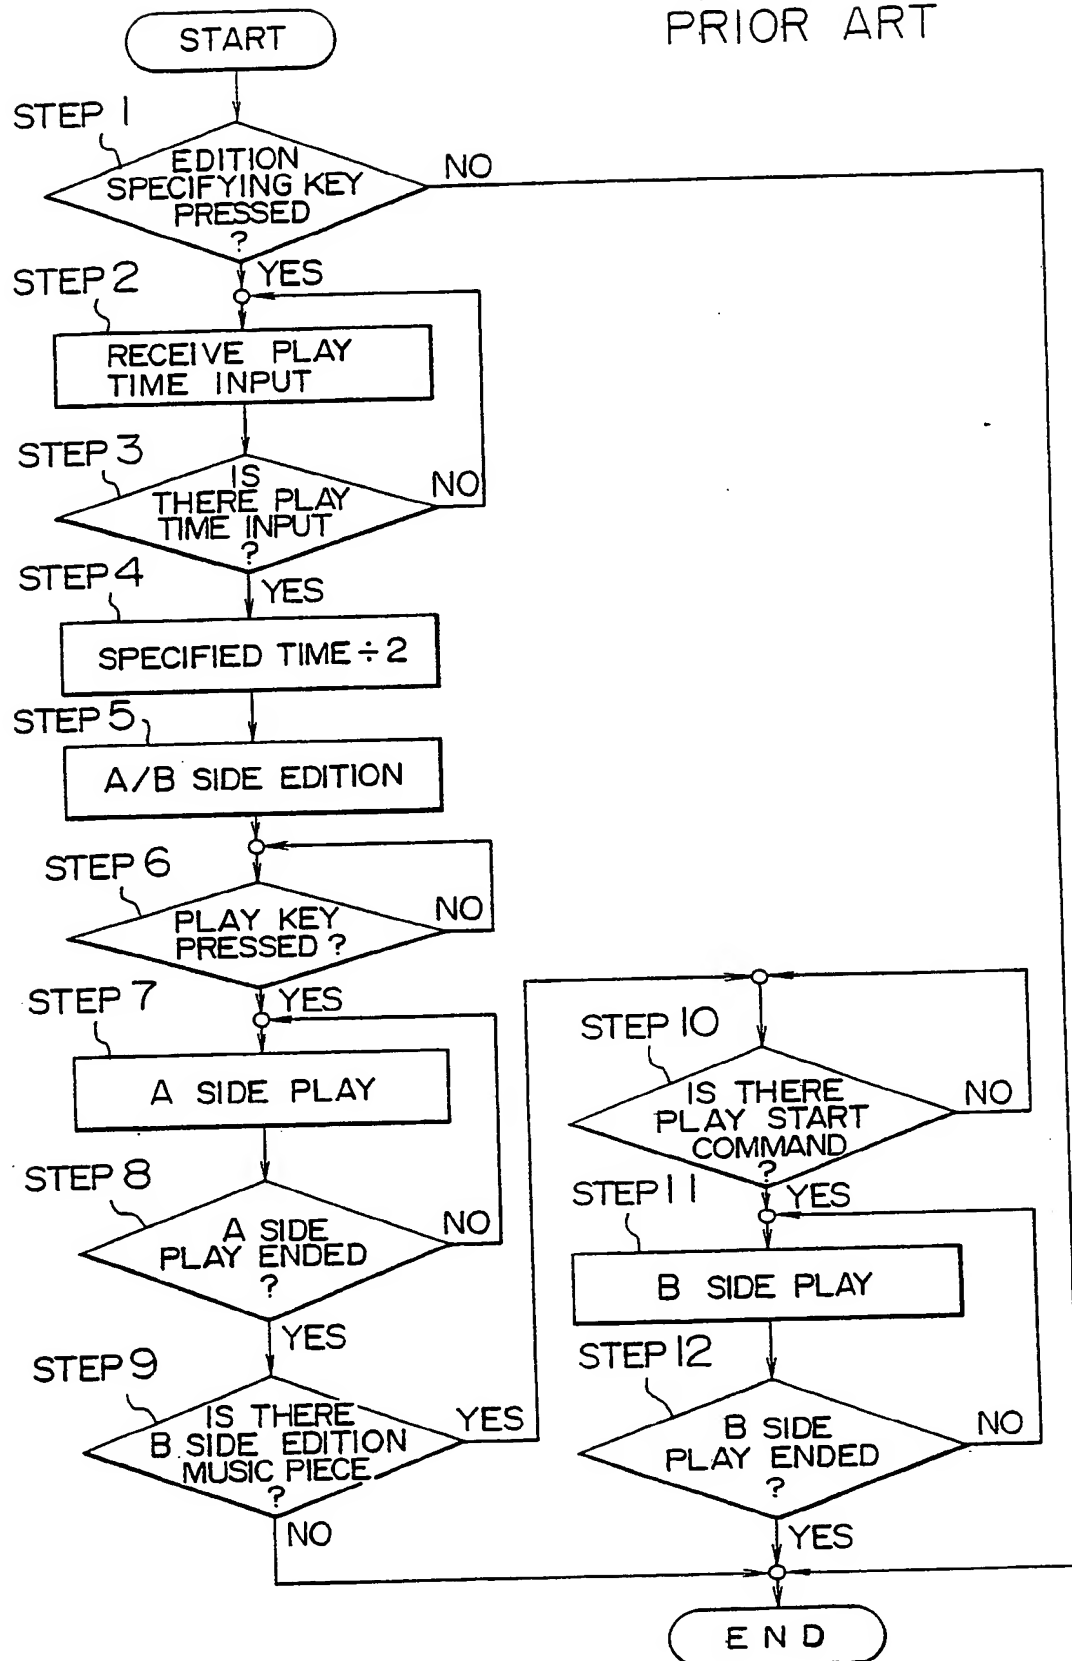 PRIOR ART
START
STEP 1
EDITION
SPECIFYING KEY
PRESSED
?
NO
YES
STEP 2
RECEIVE PLAY
TIME INPUT
STEP 3
IS
THERE PLAY
TIME INPUT
?
NO
YES
STEP 4
SPECIFIED TIME ÷ 2
STEP 5
A/B SIDE EDITION
STEP 6
PLAY KEY
PRESSED ?
NO
YES
STEP 7
A SIDE PLAY
STEP 8
A SIDE
PLAY ENDED
?
NO
YES
STEP 9
IS THERE
B SIDE EDITION
MUSIC PIECE
?
YES
NO
STEP 10
IS THERE
PLAY START
COMMAND
?
NO
YES
STEP 11
B SIDE PLAY
STEP 12
B SIDE
PLAY ENDED
?
NO
YES
END